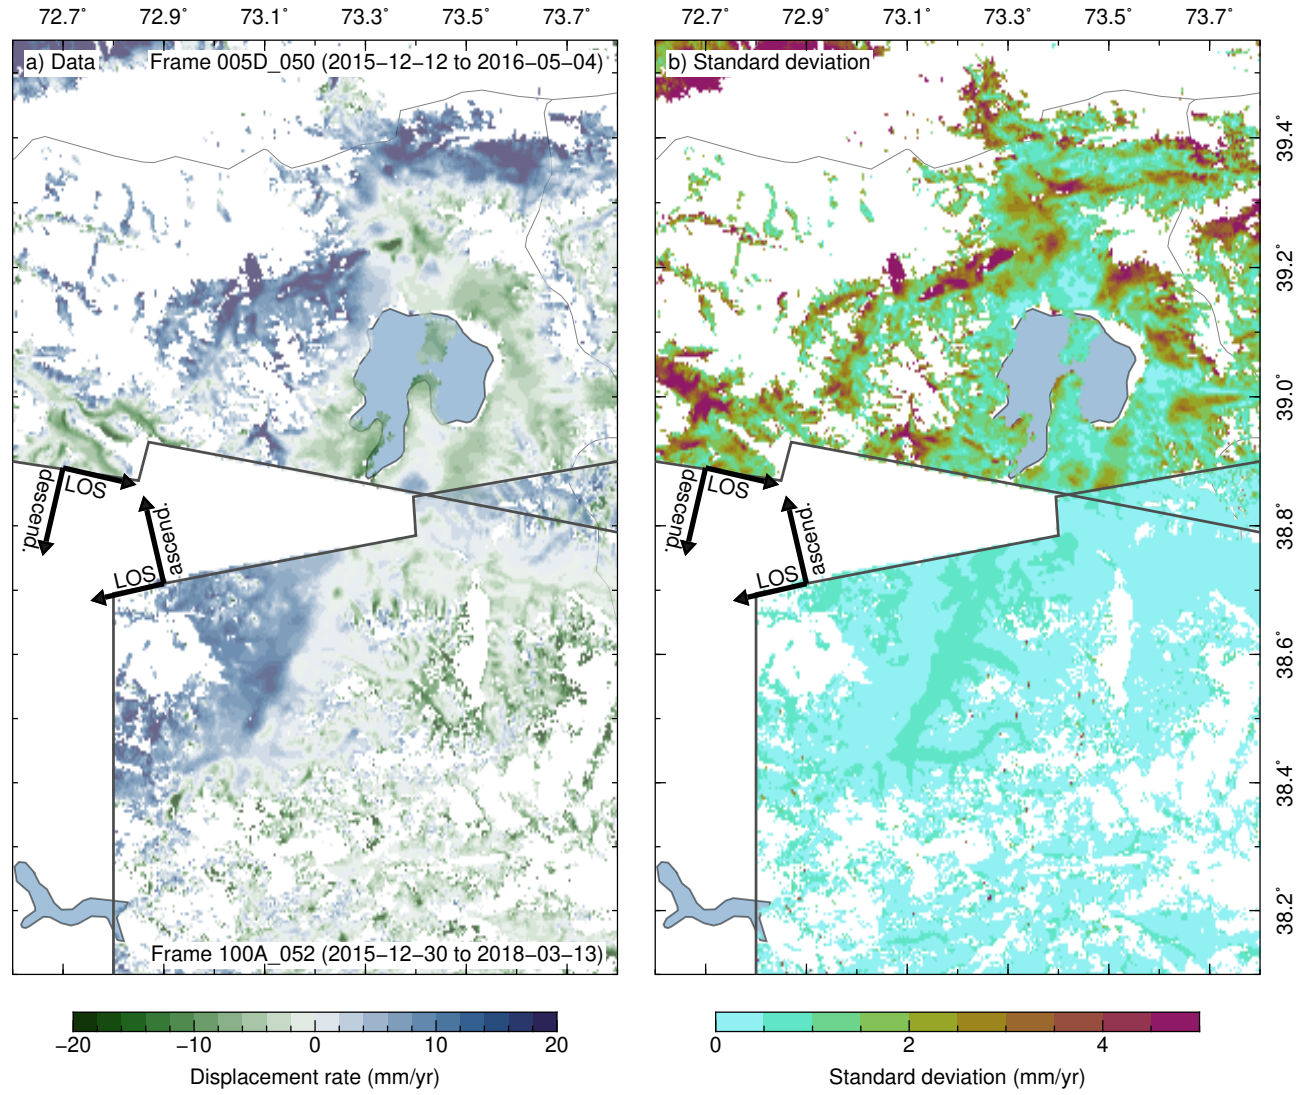 72.7˚ 72.9˚ 73.1˚ 73.3˚ 73.5˚ 73.7˚ 72.7˚ 72.9˚ 73.1˚ 73.3˚ 73.5˚ 73.7˚
a) Data
Frame 005D_050 (2015−12−12 to 2016−05−04)
b) Standard deviation
39.4˚
39.2˚
39.0˚
38.8˚
38.6˚
38.4˚
38.2˚
LOS
descend.
ascend.
LOS
LOS
descend.
ascend.
LOS
Frame 100A_052 (2015−12−30 to 2018−03−13)
−20 −10 0 10 20
Displacement rate (mm/yr)
0 2 4
Standard deviation (mm/yr)